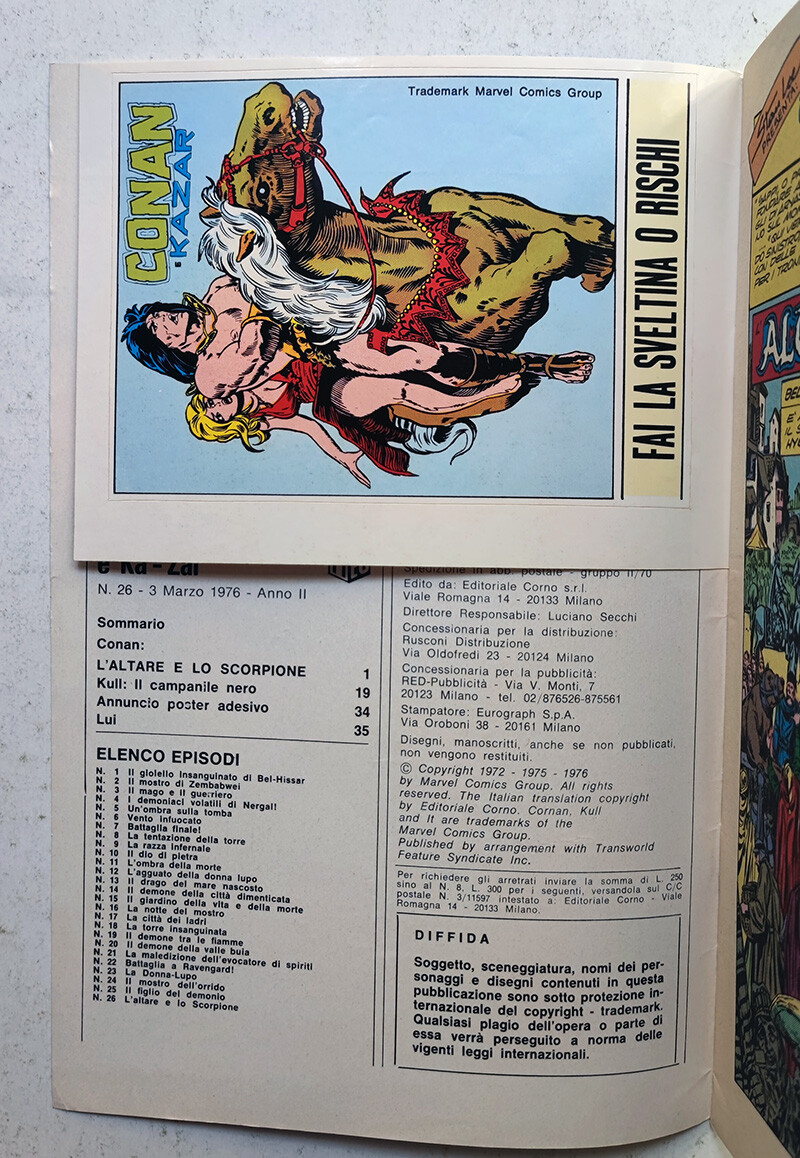 Trademark Marvel Comics Group
CONAN
E KAZAR
FAI LA SVELTINA O RISCHI
e Ka-Zar
N. 26 - 3 Marzo 1976 - Anno II
Sommario
Conan:
L'ALTARE E LO SCORPIONE 1
Kull: Il campanile nero 19
Annuncio poster adesivo 34
Lui 35
ELENCO EPISODI
N. 1 Il gioiello insanguinato di Bel-Hissar
N. 2 Il mostro di Zembabwei
N. 3 Il mago e il guerriero
N. 4 I demoniaci volatili di Nergal!
N. 5 Un'ombra sulla tomba
N. 6 Vento infuocato
N. 7 Battaglia finale!
N. 8 La tentazione della torre
N. 9 La razza infernale
N. 10 Il dio di pietra
N. 11 L'ombra della morte
N. 12 L'agguato della donna lupo
N. 13 Il drago del mare nascosto
N. 14 Il demone della città dimenticata
N. 15 Il giardino della vita e della morte
N. 16 La notte del mostro
N. 17 La città dei ladri
N. 18 La torre insanguinata
N. 19 Il demone tra le fiamme
N. 20 Il demone della valle buia
N. 21 La maledizione dell'evocatore di spiriti
N. 22 Battaglia a Ravengard!
N. 23 La Donna-Lupo
N. 24 Il mostro dell'orrido
N. 25 Il figlio del demonio
N. 26 L'altare e lo Scorpione
Spedizione in abb. postale - gruppo II/70
Edito da: Editoriale Corno s.r.l.
Viale Romagna 14 - 20133 Milano
Direttore Responsabile: Luciano Secchi
Concessionaria per la distribuzione:
Rusconi Distribuzione
Via Oldofredi 23 - 20124 Milano
Concessionaria per la pubblicità:
RED-Pubblicità - Via V. Monti, 7
20123 Milano - tel. 02/876526-875561
Stampatore: Eurograph S.p.A.
Via Oroboni 38 - 20161 Milano
Disegni, manoscritti, anche se non pubblicati,
non vengono restituiti.
© Copyright 1972 - 1975 - 1976
by Marvel Comics Group. All rights
reserved. The Italian translation copyright
by Editoriale Corno. Cornan, Kull
and It are trademarks of the
Marvel Comics Group.
Published by arrangement with Transworld
Feature Syndicate Inc.
Per richiedere gli arretrati inviare la somma di L. 250
sino al N. 8, L. 300 per i seguenti, versandola sul C/C
postale N. 3/11597 intestato a: Editoriale Corno - Viale
Romagna 14 - 20133 Milano.
DIFFIDA
Soggetto, sceneggiatura, nomi dei per-
sonaggi e disegni contenuti in questa
pubblicazione sono sotto protezione in-
ternazionale del copyright - trademark.
Qualsiasi plagio dell'opera o parte di
essa verrà perseguito a norma delle
vigenti leggi internazionali.
Stan Lee
PRESENTA: